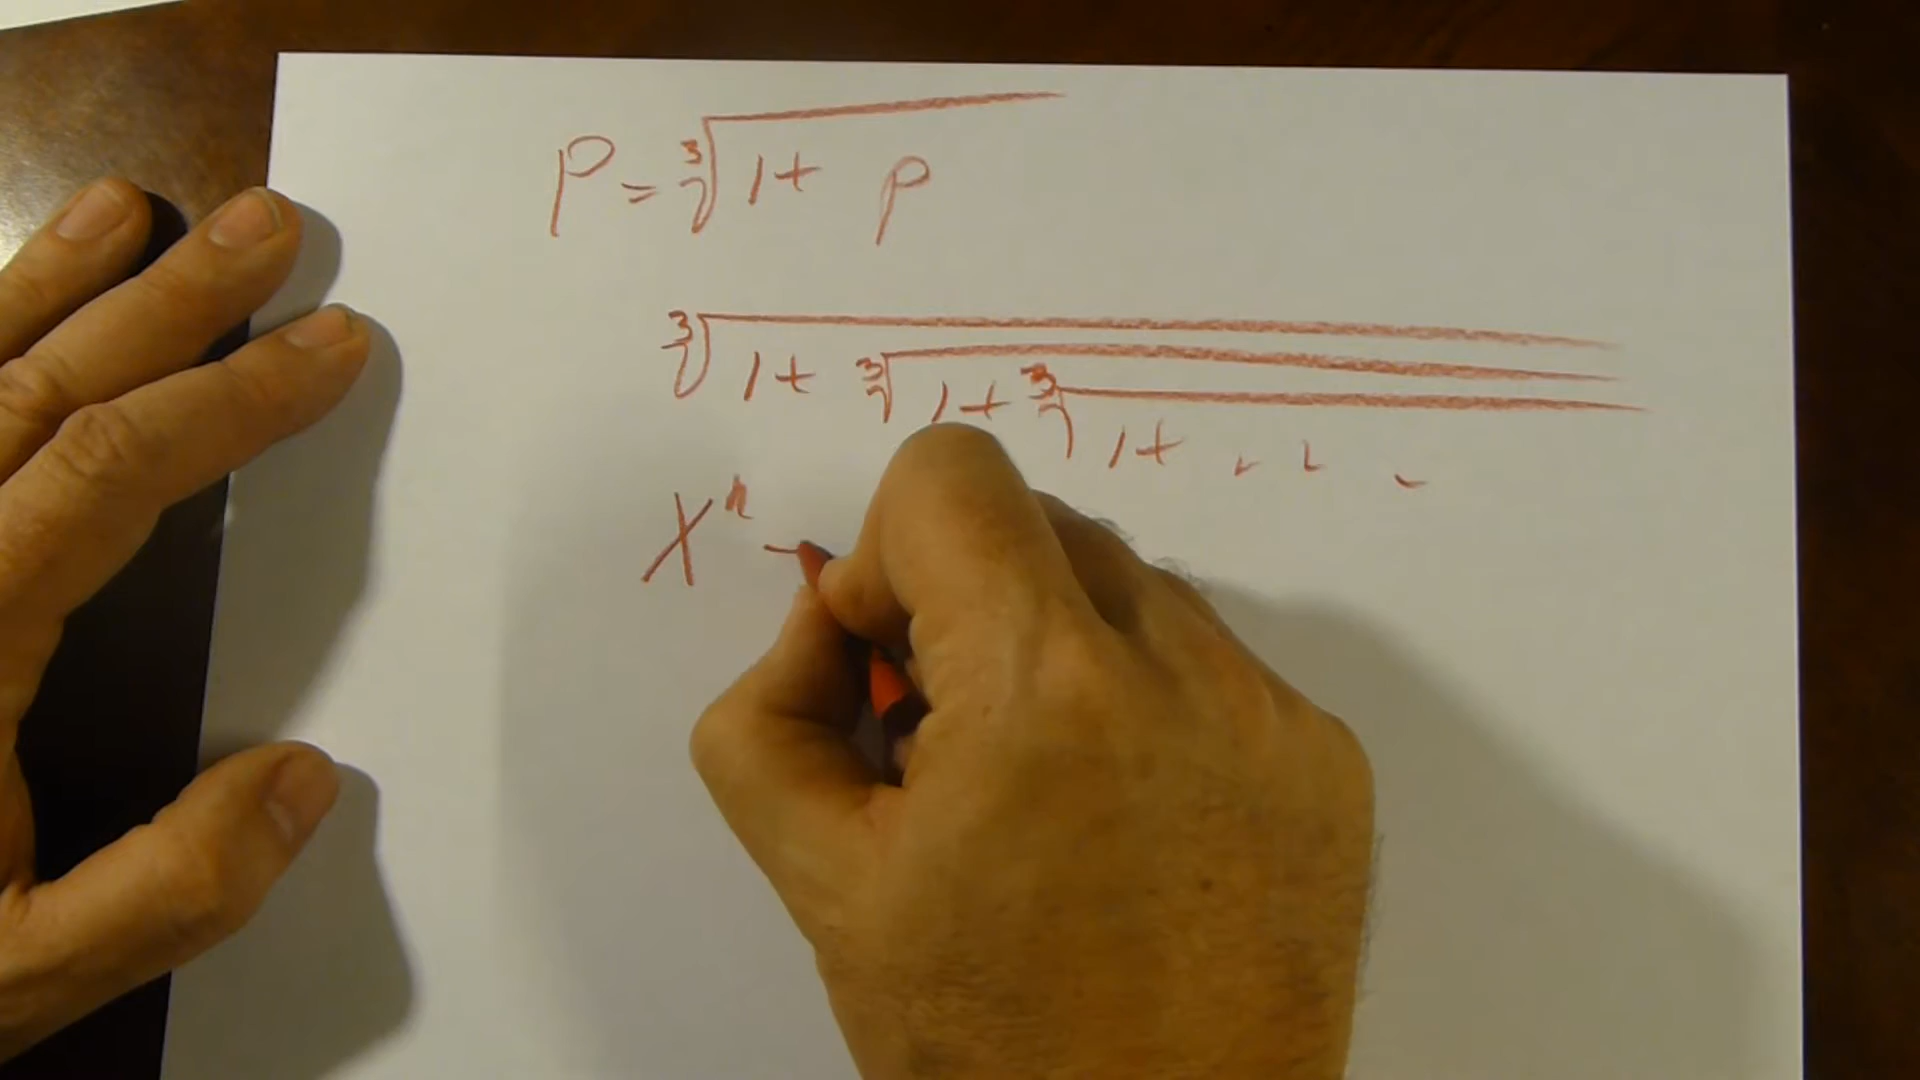 P = ∛(1 + P)
∛(1 + ∛(1 + ∛(1 + . . .
X^n -